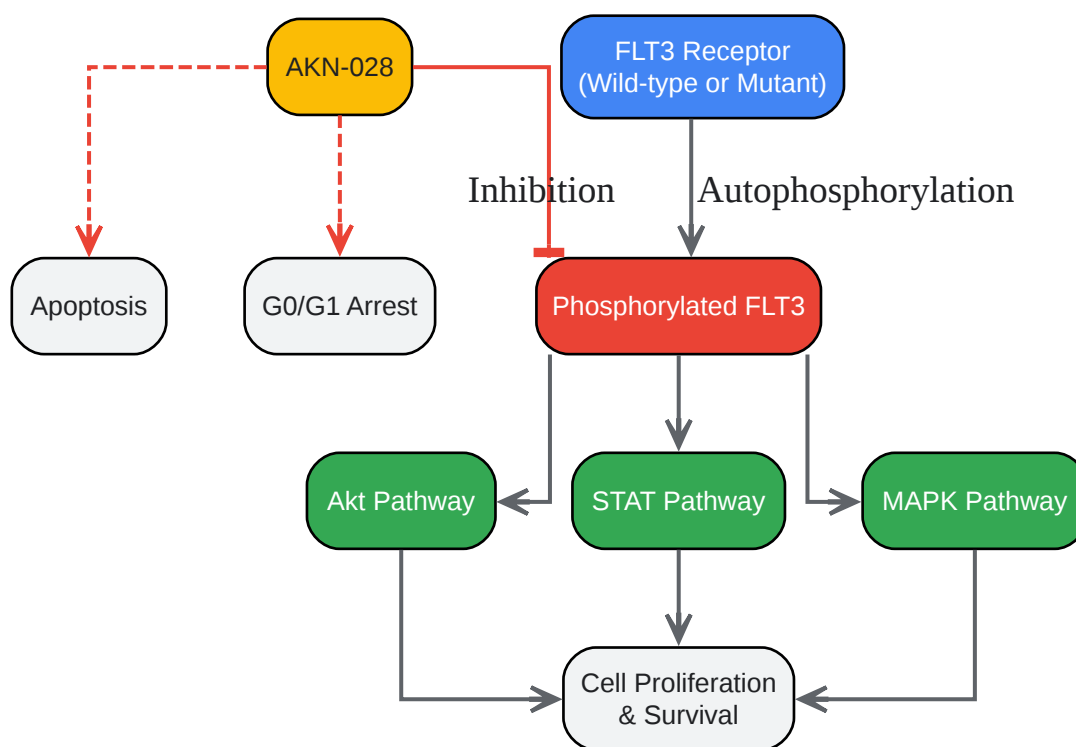 AKN-028
FLT3 Receptor
(Wild-type or Mutant)
Inhibition
Autophosphorylation
Apoptosis
G0/G1 Arrest
Phosphorylated FLT3
Akt Pathway
STAT Pathway
MAPK Pathway
Cell Proliferation
& Survival